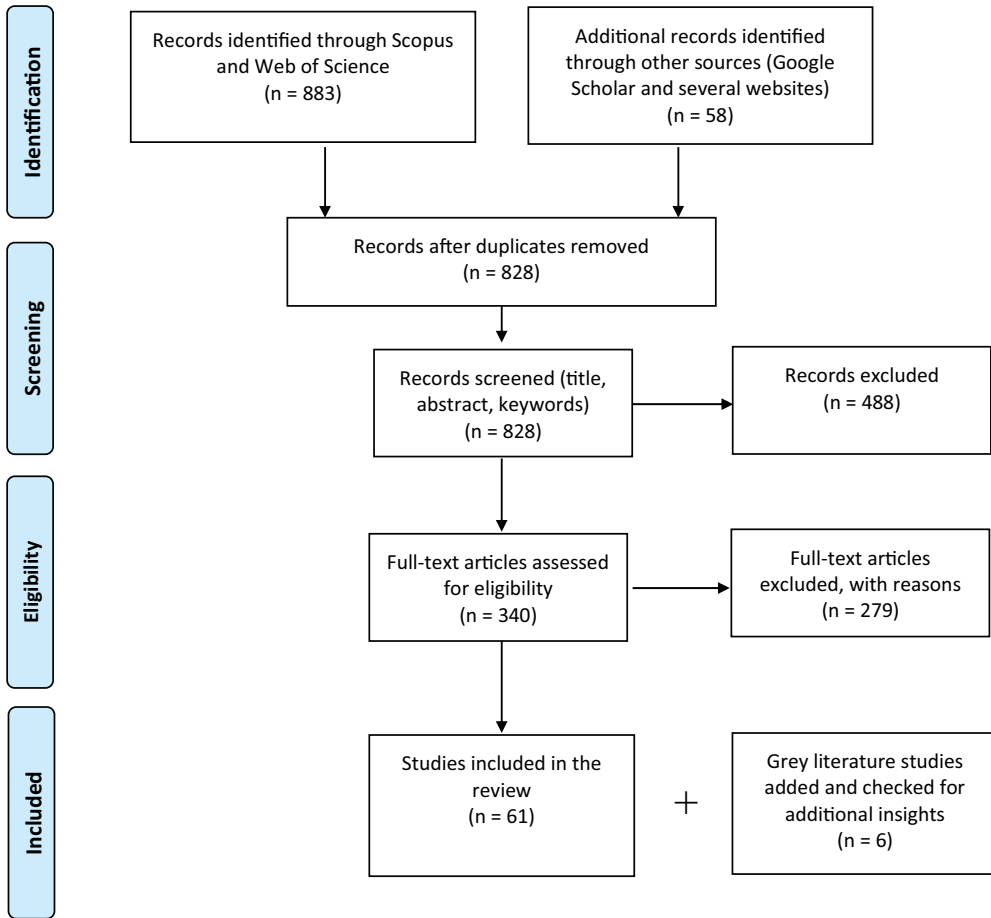 Identification
Records identified through Scopus
and Web of Science
(n = 883)
Additional records identified
through other sources (Google
Scholar and several websites)
(n = 58)
Records after duplicates removed
(n = 828)
Screening
Records screened (title,
abstract, keywords)
(n = 828)
Records excluded
(n = 488)
Eligibility
Full-text articles assessed
for eligibility
(n = 340)
Full-text articles
excluded, with reasons
(n = 279)
Included
Studies included in the
review
(n = 61)
+
Grey literature studies
added and checked for
additional insights
(n = 6)